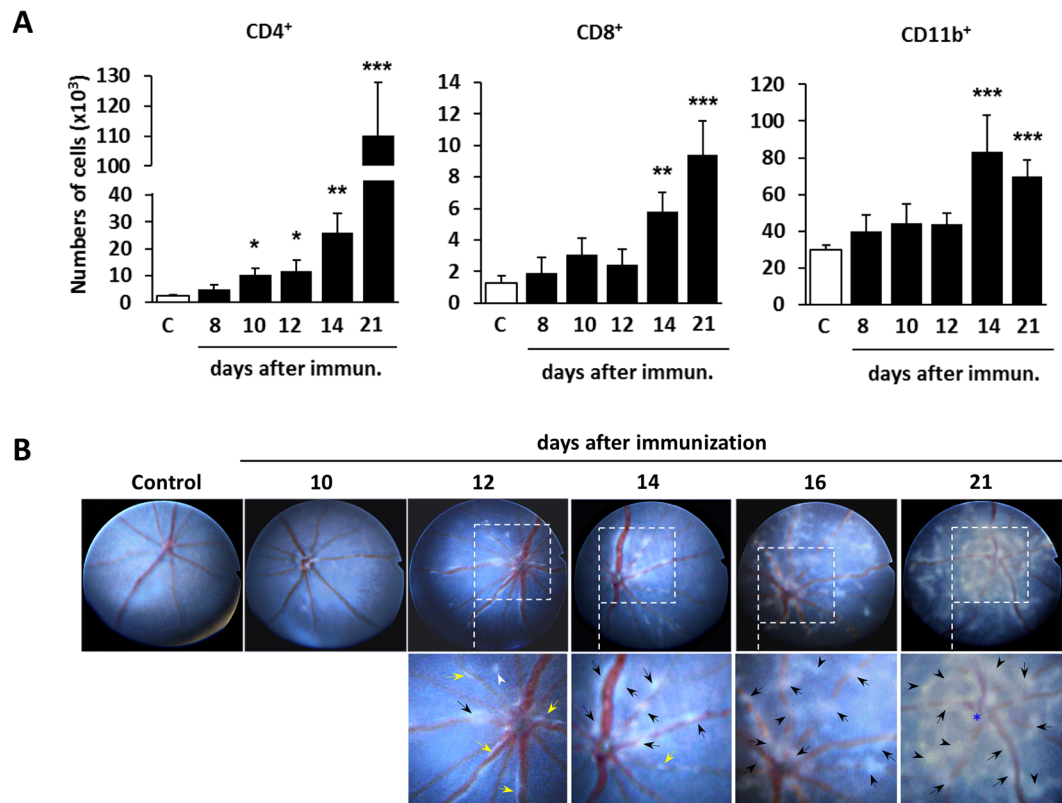 A
CD4⁺
CD8⁺
CD11b⁺
Numbers of cells (x10³)
***
130
120
110
100
40
30
20
10
0
*
*
**
C 8 10 12 14 21
days after immun.
14
12
10
8
6
4
2
0
**
***
C 8 10 12 14 21
days after immun.
120
100
80
60
40
20
0
***
***
C 8 10 12 14 21
days after immun.
B
days after immunization
Control 10 12 14 16 21
*